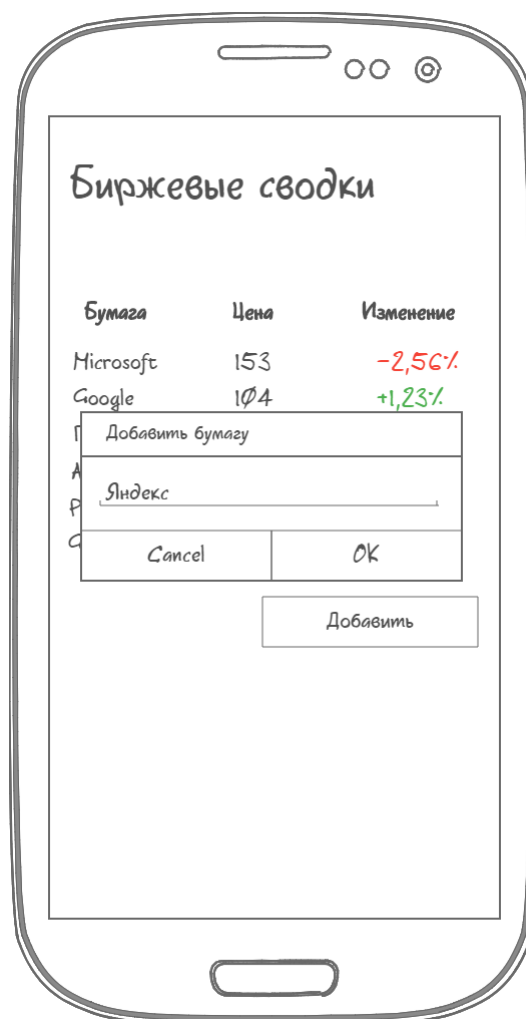 Биржевые сводки
Бумага Цена Изменение
Microsoft 153 -2,56%
Google 104 +1,23%
Добавить бумагу
Яндекс
Cancel OK
Добавить